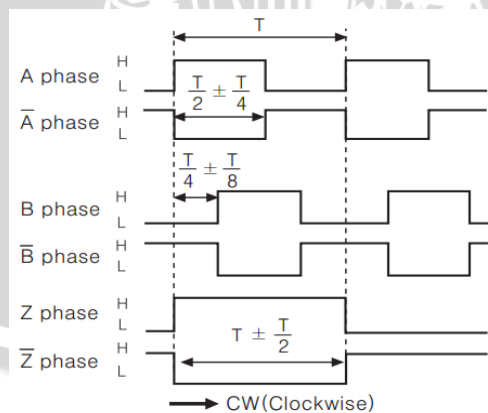 T
A phase H
L
T/2 ± T/4
A̅ phase H
L
T/4 ± T/8
B phase H
L
B̅ phase H
L
Z phase H
L
T ± T/2
Z̅ phase H
L
CW(Clockwise)